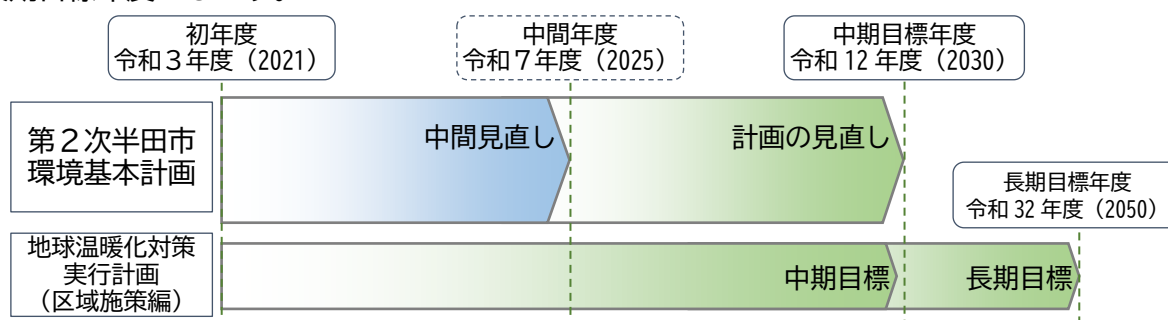 初年度
令和３年度（2021）
中間年度
令和７年度（2025）
中期目標年度
令和 12 年度（2030）
第２次半田市
環境基本計画
中間見直し
計画の見直し
長期目標年度
令和 32 年度（2050）
地球温暖化対策
実行計画
（区域施策編）
中期目標
長期目標